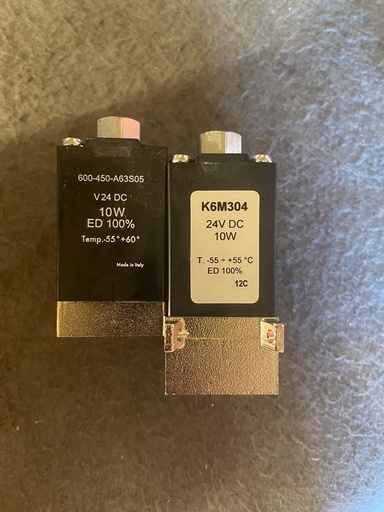 600-450-A63S05
V 24 DC
10W
ED 100%
Temp.-55°+60°
Made in Italy
K6M304
24V DC
10W
T. -55 ÷ +55 °C
ED 100%
12C